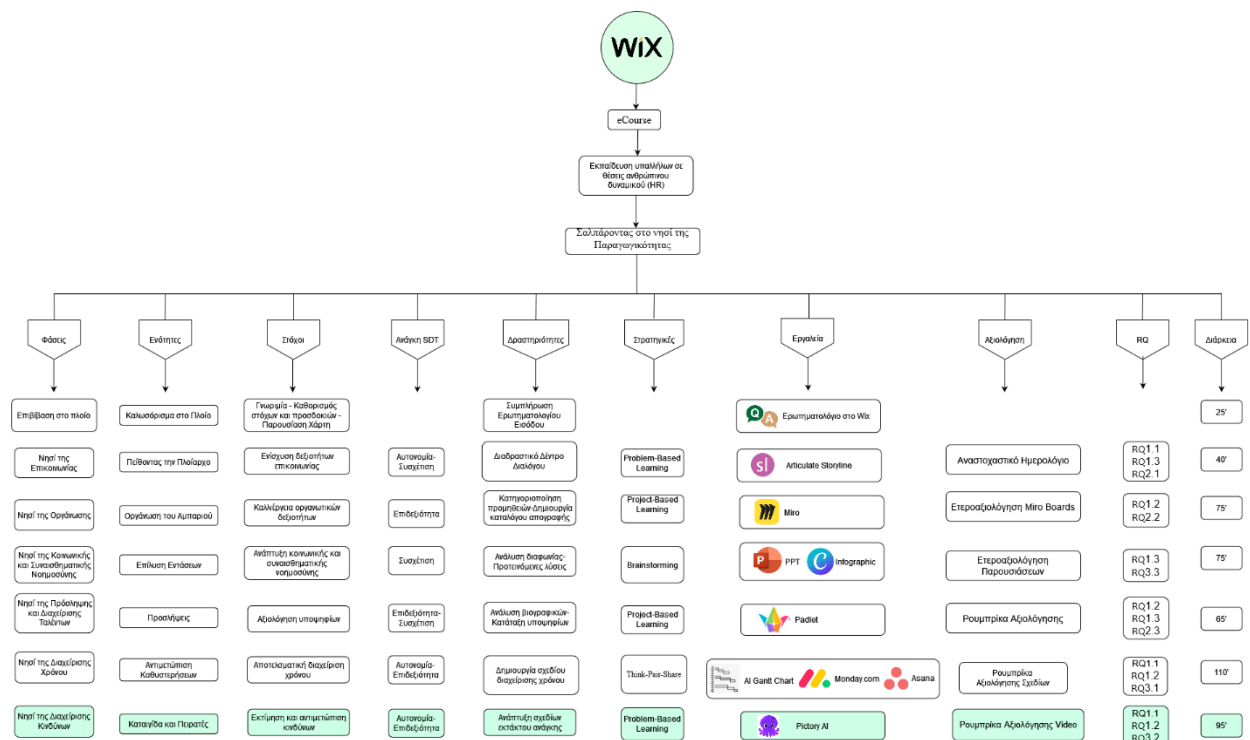 WiX
eCourse
Εκπαίδευση υπαλλήλων σε
θέσεις ανθρώπινου
δυναμικού (HR)
Σαλπάροντας στο νησί της
Παραγωγικότητας
Φάσεις
Ενότητες
Στόχοι
Ανάγκη SDT
Δραστηριότητες
Στρατηγικές
Εργαλεία
Αξιολόγηση
RQ
Διάρκεια
Επιβίβαση στο πλοίο
Καλωσόρισμα στο Πλοίο
Γνωριμία - Καθορισμός
στόχων και προσδοκιών -
Παρουσίαση Χάρτη
Συμπλήρωση
Ερωτηματολογίου
Εισόδου
Q
A
Ερωτηματολόγιο στο Wix
25'
Νησί της
Επικοινωνίας
Πείθοντας την Πλοίαρχο
Ενίσχυση δεξιοτήτων
επικοινωνίας
Αυτονομία-
Συσχέτιση
Διαδραστικό Δέντρο
Διαλόγου
Problem-Based
Learning
sl
Articulate Storyline
Αναστοχαστικό Ημερολόγιο
RQ1.1
RQ1.3
RQ2.1
40'
Νησί της Οργάνωσης
Οργάνωση του Αμπαριού
Καλλιέργεια οργανωτικών
δεξιοτήτων
Επιδεξιότητα
Κατηγοριοποίηση
προμηθειών-Δημιουργία
καταλόγου απογραφής
Project-Based
Learning
Miro
Ετεροαξιολόγηση Miro Boards
RQ1.2
RQ2.2
75'
Νησί της Κοινωνικής
και Συναισθηματικής
Νοημοσύνης
Επίλυση Εντάσεων
Ανάπτυξη κοινωνικής και
συναισθηματικής
νοημοσύνης
Συσχέτιση
Ανάλυση διαφωνίας-
Προτεινόμενες λύσεις
Brainstorming
P
PPT
C
Infographic
Ετεροαξιολόγηση
Παρουσιάσεων
RQ1.3
RQ3.3
75'
Νησί της Πρόσληψης
και Διαχείρισης
Ταλέντων
Προσλήψεις
Αξιολόγηση υποψηφίων
Επιδεξιότητα-
Συσχέτιση
Ανάλυση βιογραφικών-
Κατάταξη υποψηφίων
Project-Based
Learning
Padlet
Ρουμπρίκα Αξιολόγησης
RQ1.2
RQ1.3
RQ2.3
65'
Νησί της Διαχείρισης
Χρόνου
Αντιμετώπιση
Καθυστερήσεων
Αποτελσματική διαχείριση
χρόνου
Αυτονομία-
Επιδεξιότητα
Δημιουργία σχεδίου
διαχείρισης χρόνου
Think-Pair-Share
AI Gantt Chart
Monday.com
Asana
Ρουμπρίκα
Αξιολόγησης Σχεδίων
RQ1.1
RQ1.2
RQ3.1
110'
Νησί της Διαχείρισης
Κινδύνων
Καταιγίδα και Πειρατές
Εκτίμηση και αντιμετώπιση
κινδύνων
Αυτονομία-
Επιδεξιότητα
Ανάπτυξη σχεδίων
εκτάκτου ανάγκης
Problem-Based
Learning
Pictory AI
Ρουμπρίκα Αξιολόγησης Video
RQ1.1
RQ1.2
RQ3.2
95'